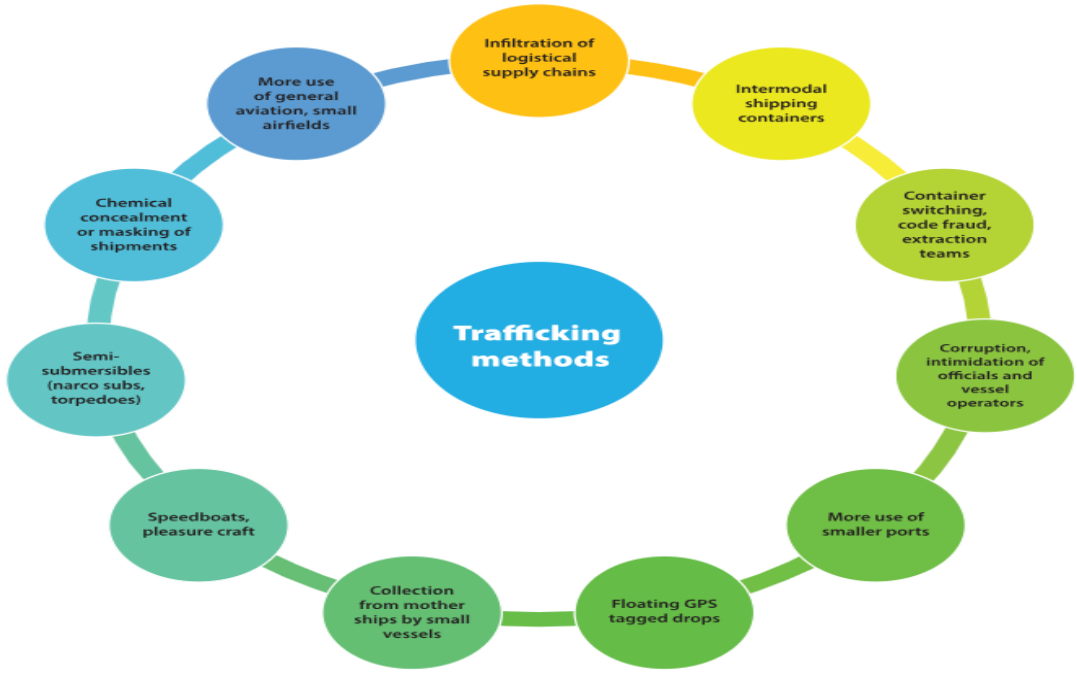 Infiltration of
logistical
supply chains
Intermodal
shipping
containers
Container
switching,
code fraud,
extraction
teams
Corruption,
intimidation of
officials and
vessel
operators
More use of
smaller ports
Floating GPS
tagged drops
Collection
from mother
ships by small
vessels
Speedboats,
pleasure craft
Semi-
submersibles
(narco subs,
torpedoes)
Chemical
concealment
or masking of
shipments
More use
of general
aviation, small
airfields
Trafficking
methods